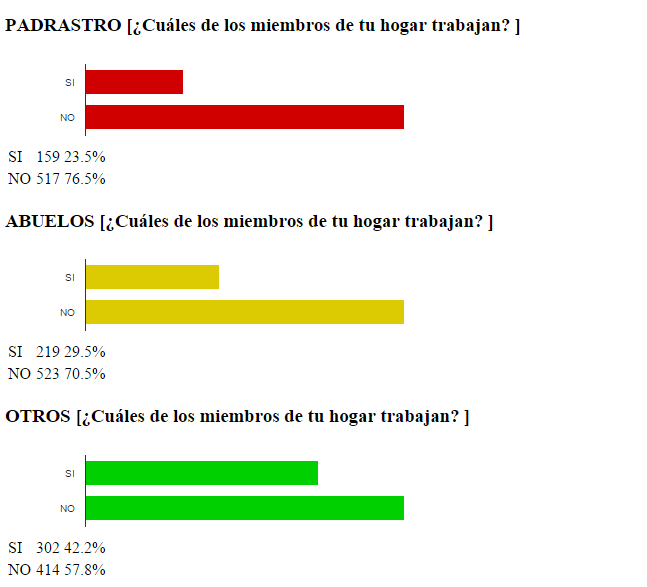 PADRASTRO [¿Cuáles de los miembros de tu hogar trabajan? ]
SI
NO
SI 159 23.5%
NO 517 76.5%
ABUELOS [¿Cuáles de los miembros de tu hogar trabajan? ]
SI
NO
SI 219 29.5%
NO 523 70.5%
OTROS [¿Cuáles de los miembros de tu hogar trabajan? ]
SI
NO
SI 302 42.2%
NO 414 57.8%